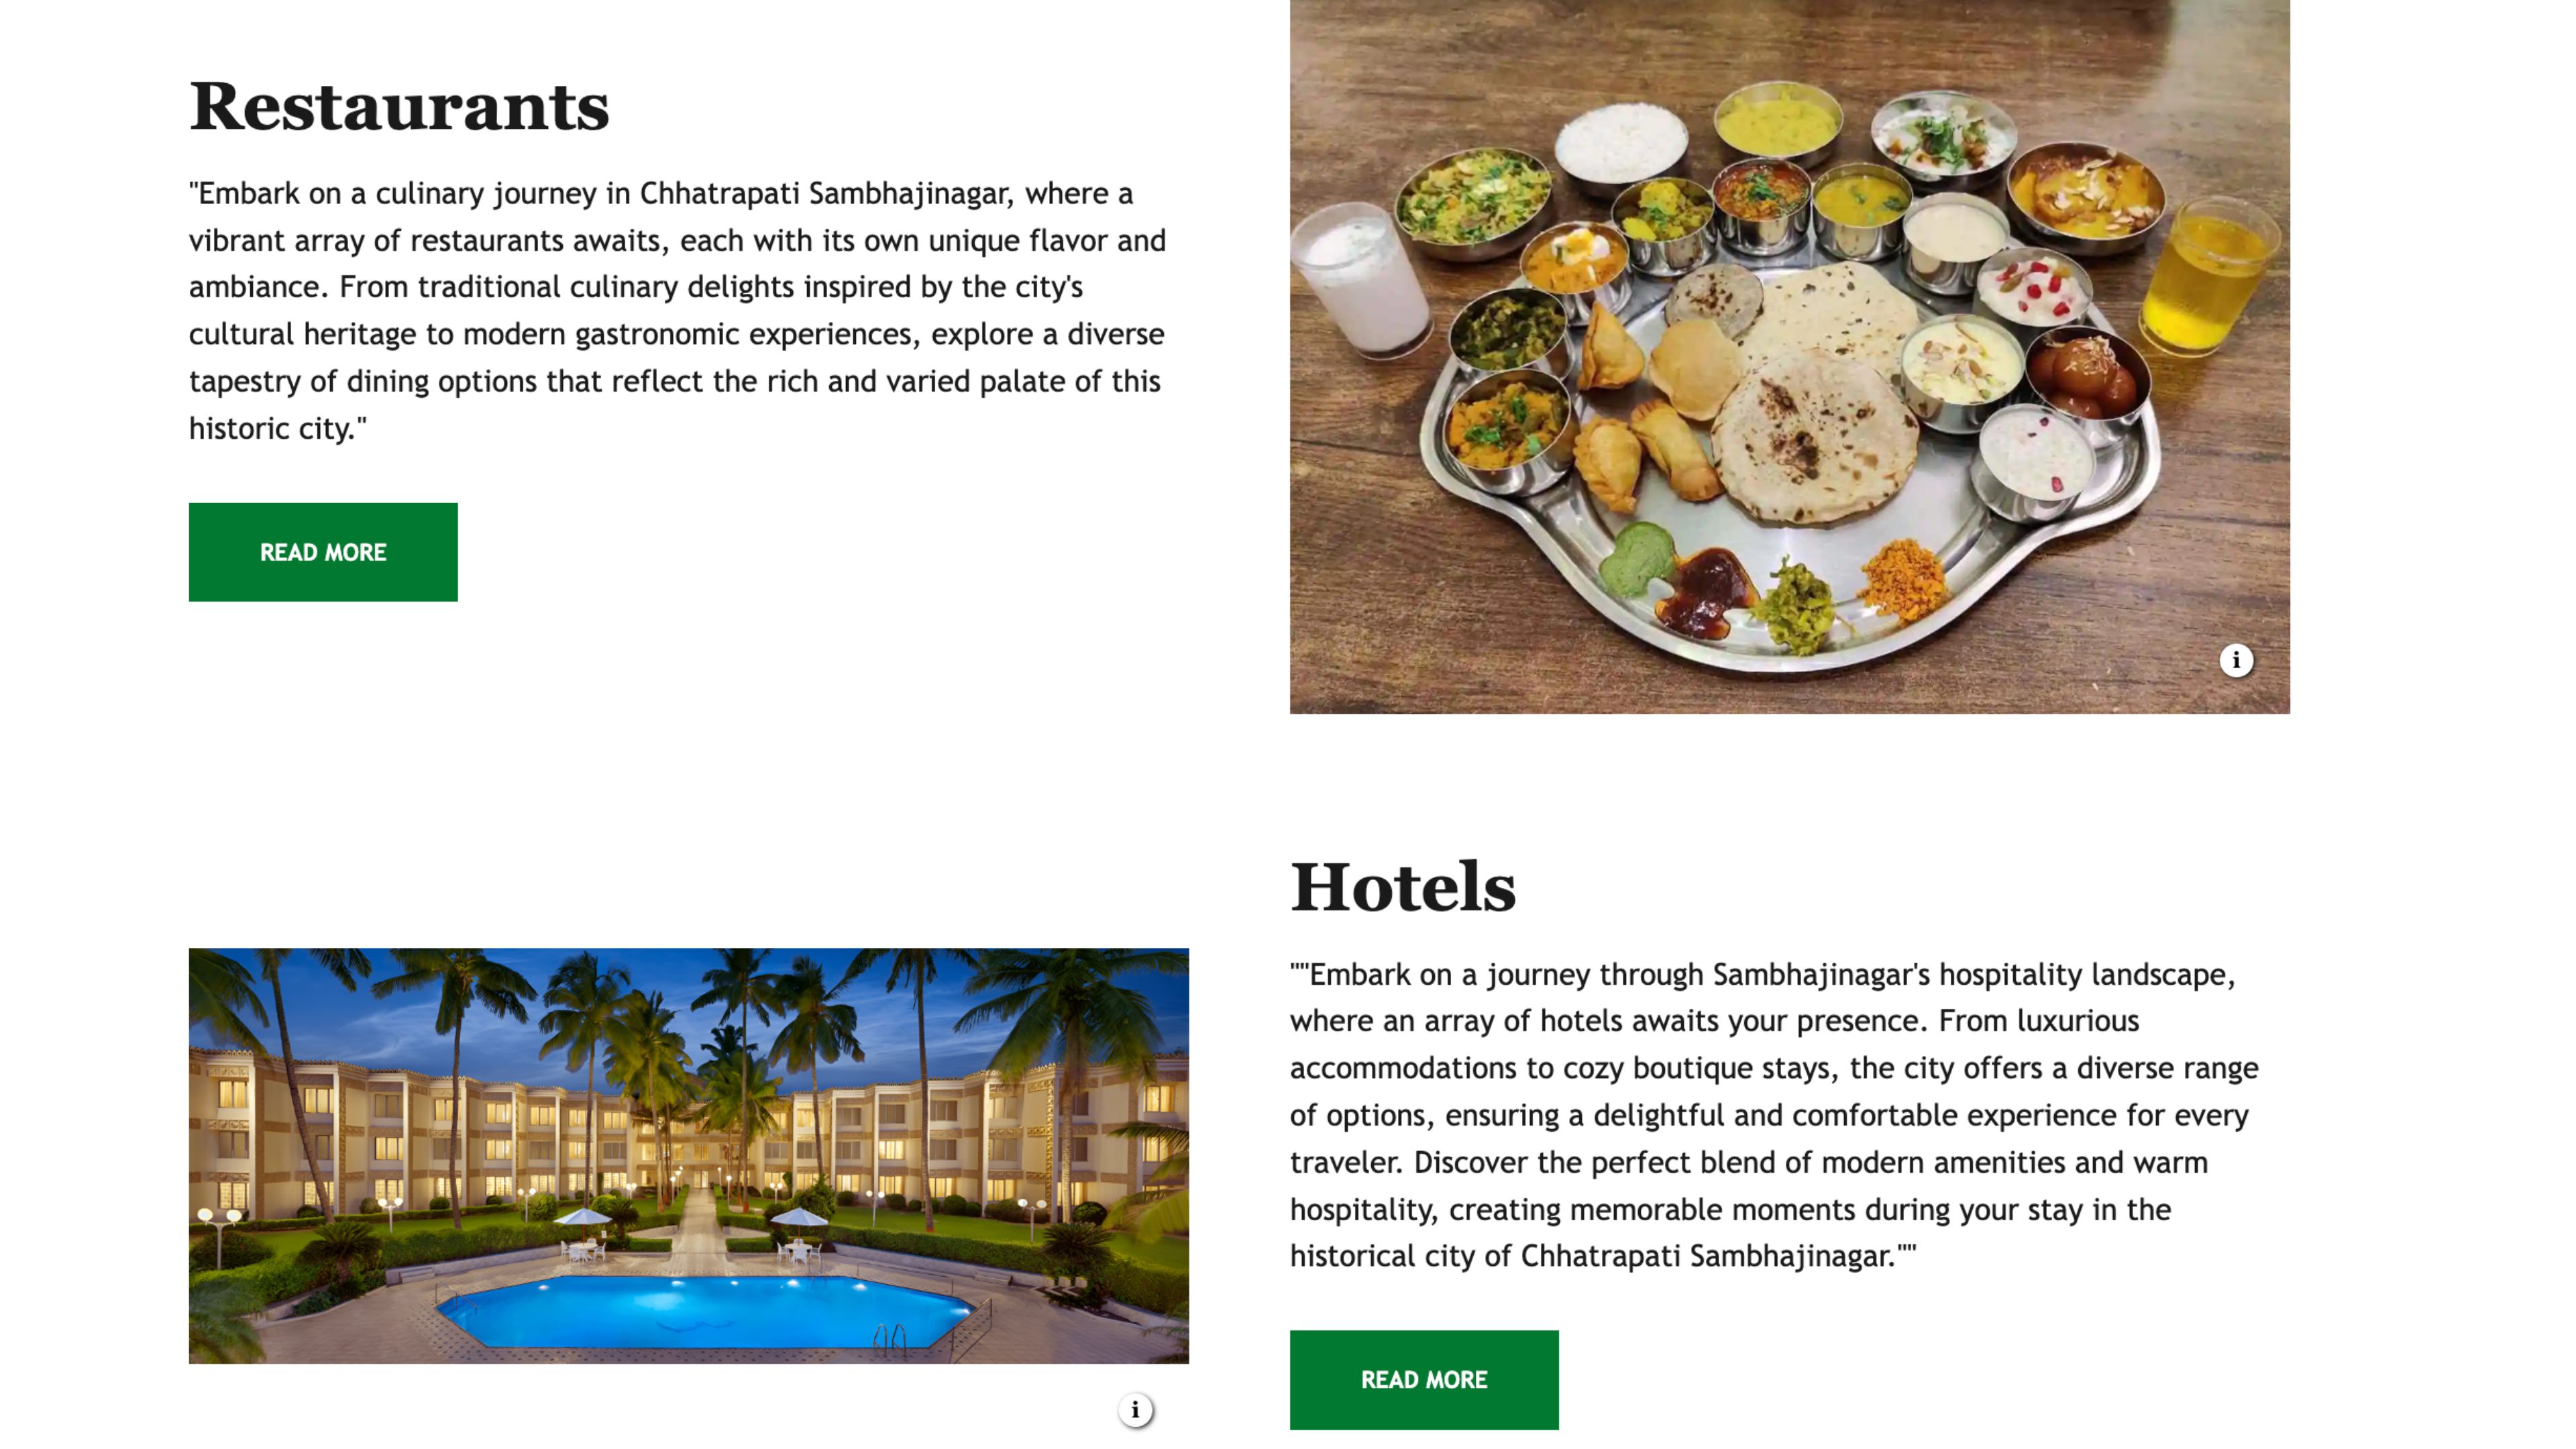 Restaurants
"Embark on a culinary journey in Chhatrapati Sambhajinagar, where a
vibrant array of restaurants awaits, each with its own unique flavor and
ambiance. From traditional culinary delights inspired by the city's
cultural heritage to modern gastronomic experiences, explore a diverse
tapestry of dining options that reflect the rich and varied palate of this
historic city."
READ MORE
i
Hotels
""Embark on a journey through Sambhajinagar's hospitality landscape,
where an array of hotels awaits your presence. From luxurious
accommodations to cozy boutique stays, the city offers a diverse range
of options, ensuring a delightful and comfortable experience for every
traveler. Discover the perfect blend of modern amenities and warm
hospitality, creating memorable moments during your stay in the
historical city of Chhatrapati Sambhajinagar.""
READ MORE
i